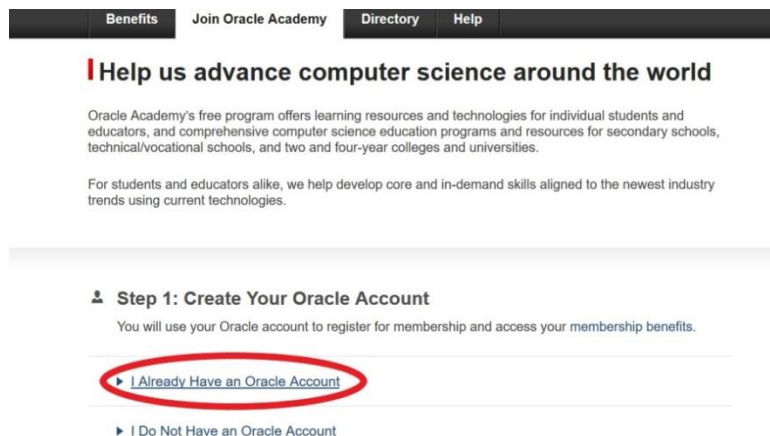 Benefits Join Oracle Academy Directory Help
Help us advance computer science around the world
Oracle Academy's free program offers learning resources and technologies for individual students and
educators, and comprehensive computer science education programs and resources for secondary schools,
technical/vocational schools, and two and four-year colleges and universities.
For students and educators alike, we help develop core and in-demand skills aligned to the newest industry
trends using current technologies.
Step 1: Create Your Oracle Account
You will use your Oracle account to register for membership and access your membership benefits.
I Already Have an Oracle Account
I Do Not Have an Oracle Account